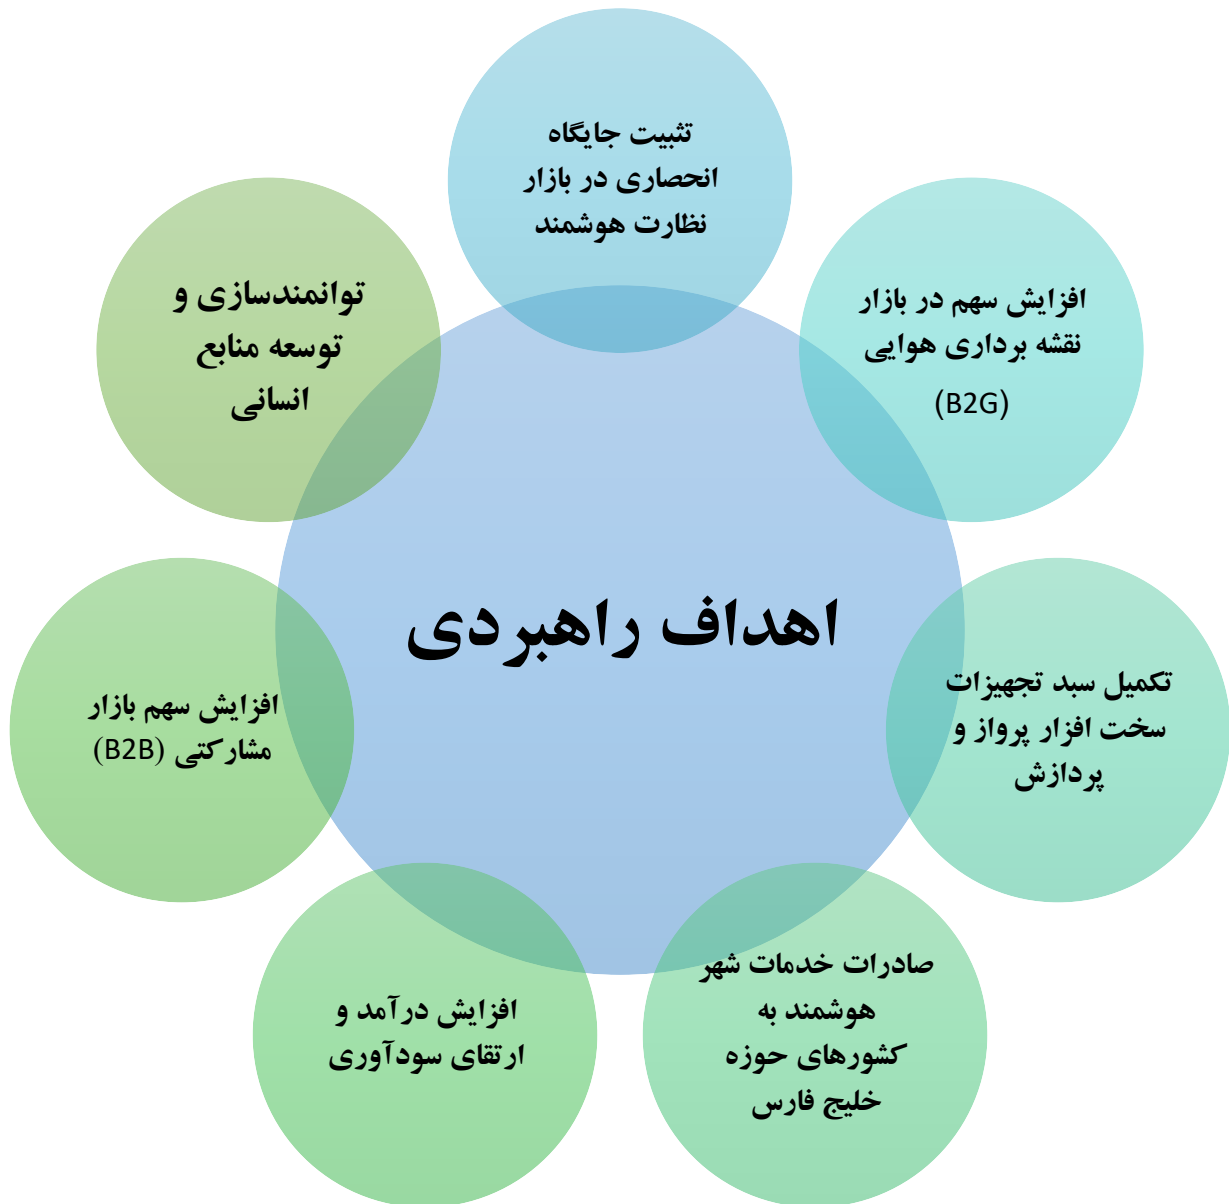 تثبیت جایگاه
انحصاری در بازار
نظارت هوشمند
افزایش سهم در بازار
نقشه برداری هوایی
(B2G)
تکمیل سبد تجهیزات
سخت افزار پرواز و
پردازش
صادرات خدمات شهر
هوشمند به
کشورهای حوزه
خلیج فارس
افزایش درآمد و
ارتقای سودآوری
افزایش سهم بازار
مشارکتی (B2B)
توانمندسازی و
توسعه منابع
انسانی
اهداف راهبردی